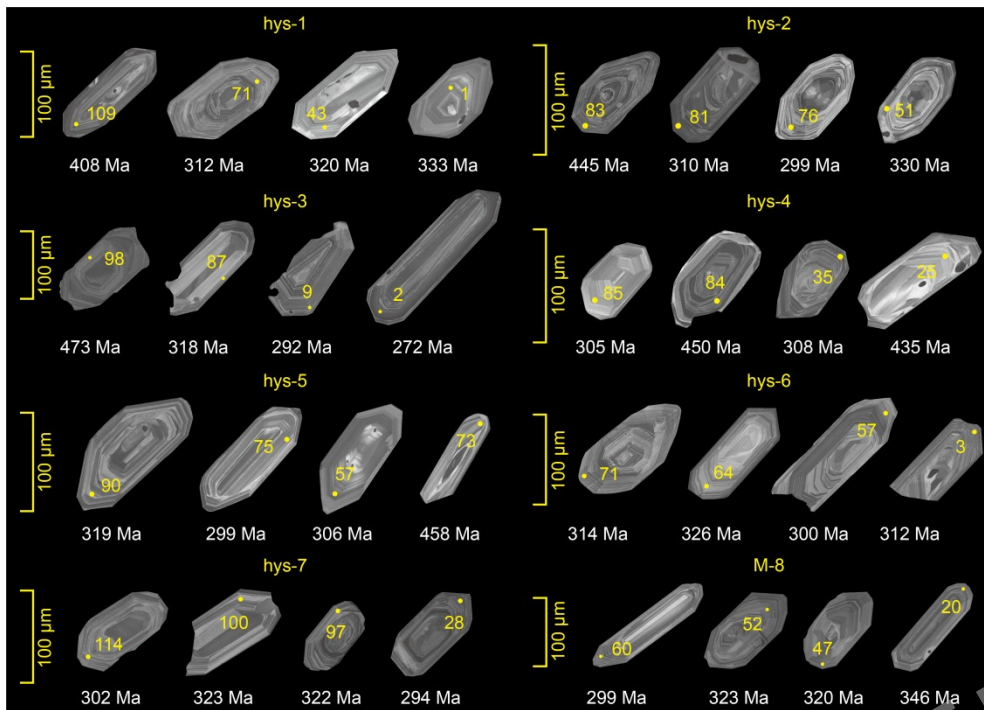 hys-1
100 µm
109 71 43 1
408 Ma 312 Ma 320 Ma 333 Ma
hys-2
100 µm
83 81 76 51
445 Ma 310 Ma 299 Ma 330 Ma
hys-3
100 µm
98 87 9 2
473 Ma 318 Ma 292 Ma 272 Ma
hys-4
100 µm
85 84 35 25
305 Ma 450 Ma 308 Ma 435 Ma
hys-5
100 µm
90 75 57 73
319 Ma 299 Ma 306 Ma 458 Ma
hys-6
100 µm
71 64 57 3
314 Ma 326 Ma 300 Ma 312 Ma
hys-7
100 µm
114 100 97 28
302 Ma 323 Ma 322 Ma 294 Ma
M-8
100 µm
60 52 47 20
299 Ma 323 Ma 320 Ma 346 Ma